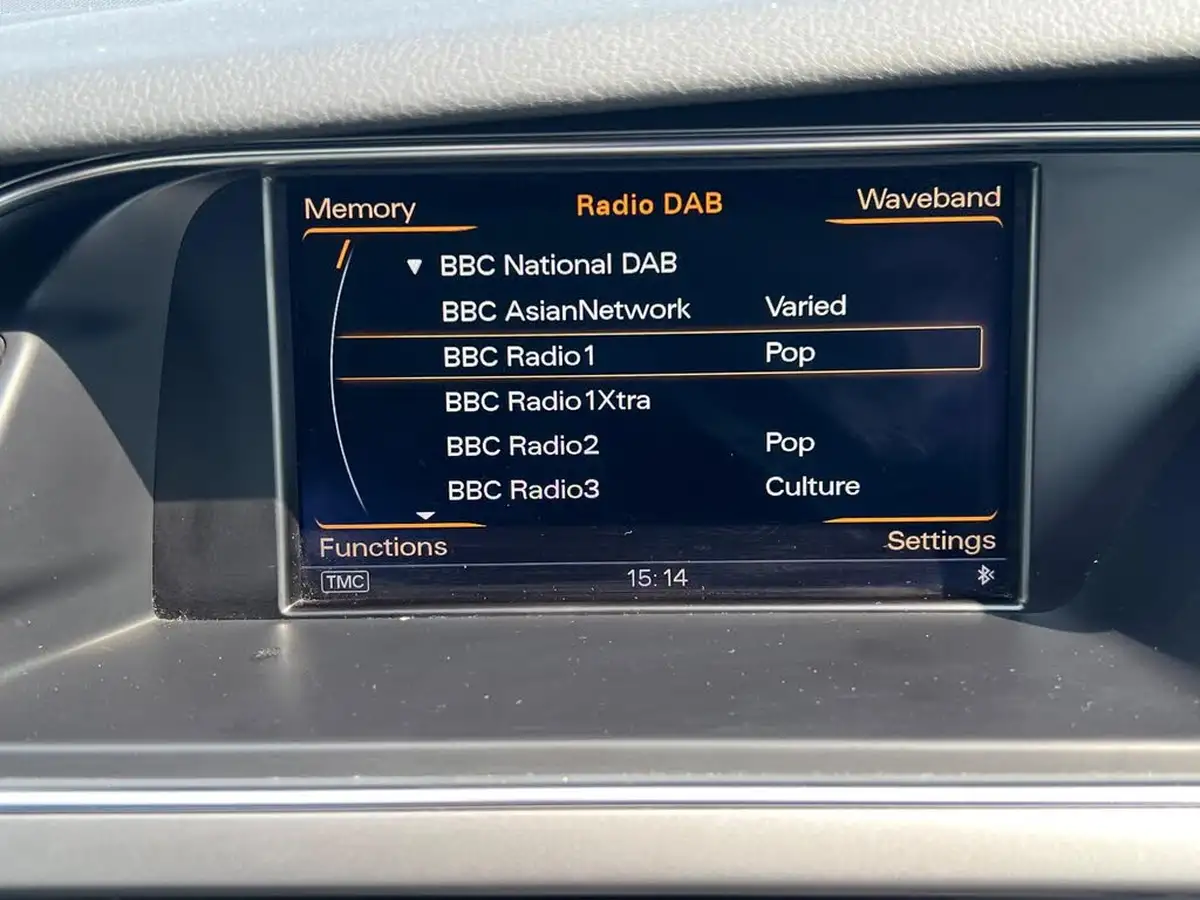 Memory Radio DAB Waveband
BBC National DAB
BBC AsianNetwork Varied
BBC Radio1 Pop
BBC Radio1Xtra
BBC Radio2 Pop
BBC Radio3 Culture
Functions Settings
TMC 15:14